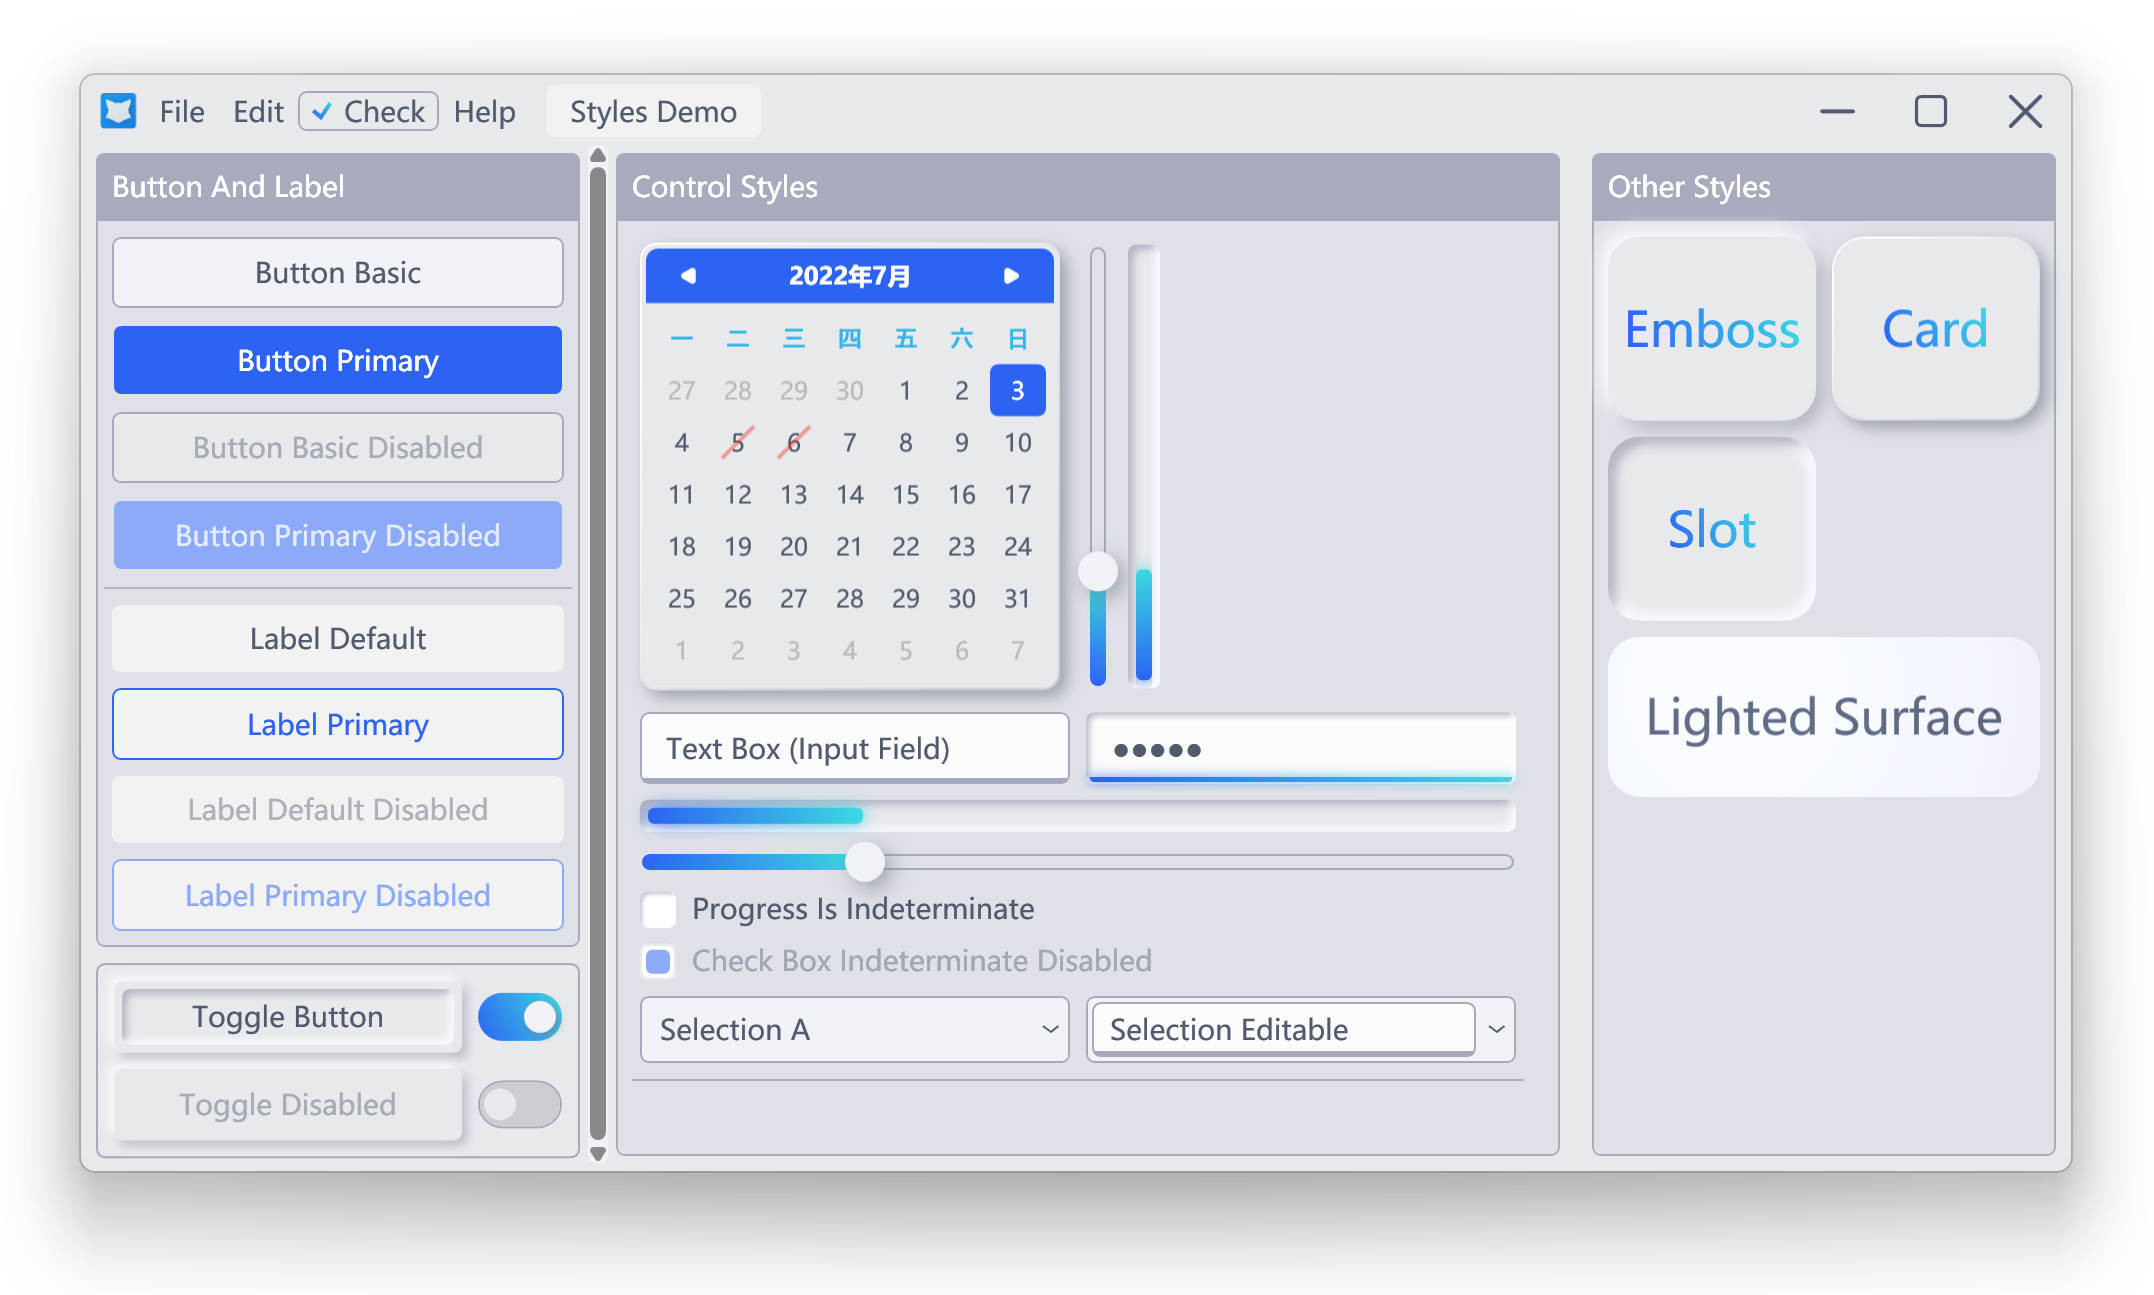 File Edit Check Help Styles Demo
Button And Label
Button Basic
Button Primary
Button Basic Disabled
Button Primary Disabled
Label Default
Label Primary
Label Default Disabled
Label Primary Disabled
Toggle Button
Toggle Disabled
Control Styles
2022年7月
一 二 三 四 五 六 日
27 28 29 30 1 2 3
4 5 6 7 8 9 10
11 12 13 14 15 16 17
18 19 20 21 22 23 24
25 26 27 28 29 30 31
1 2 3 4 5 6 7
Text Box (Input Field)
●●●●●
Progress Is Indeterminate
Check Box Indeterminate Disabled
Selection A
Selection Editable
Other Styles
Emboss
Card
Slot
Lighted Surface